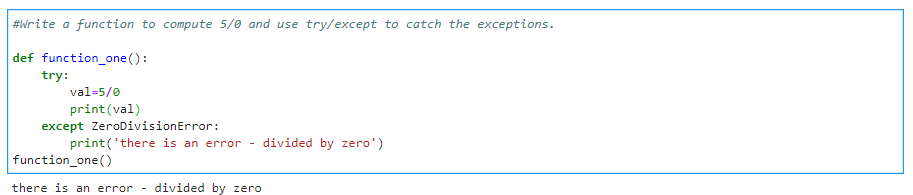 #Write a function to compute 5/0 and use try/except to catch the exceptions.
def function_one():
    try:
        val=5/0
        print(val)
    except ZeroDivisionError:
        print('there is an error - divided by zero')
function_one()
there is an error - divided by zero